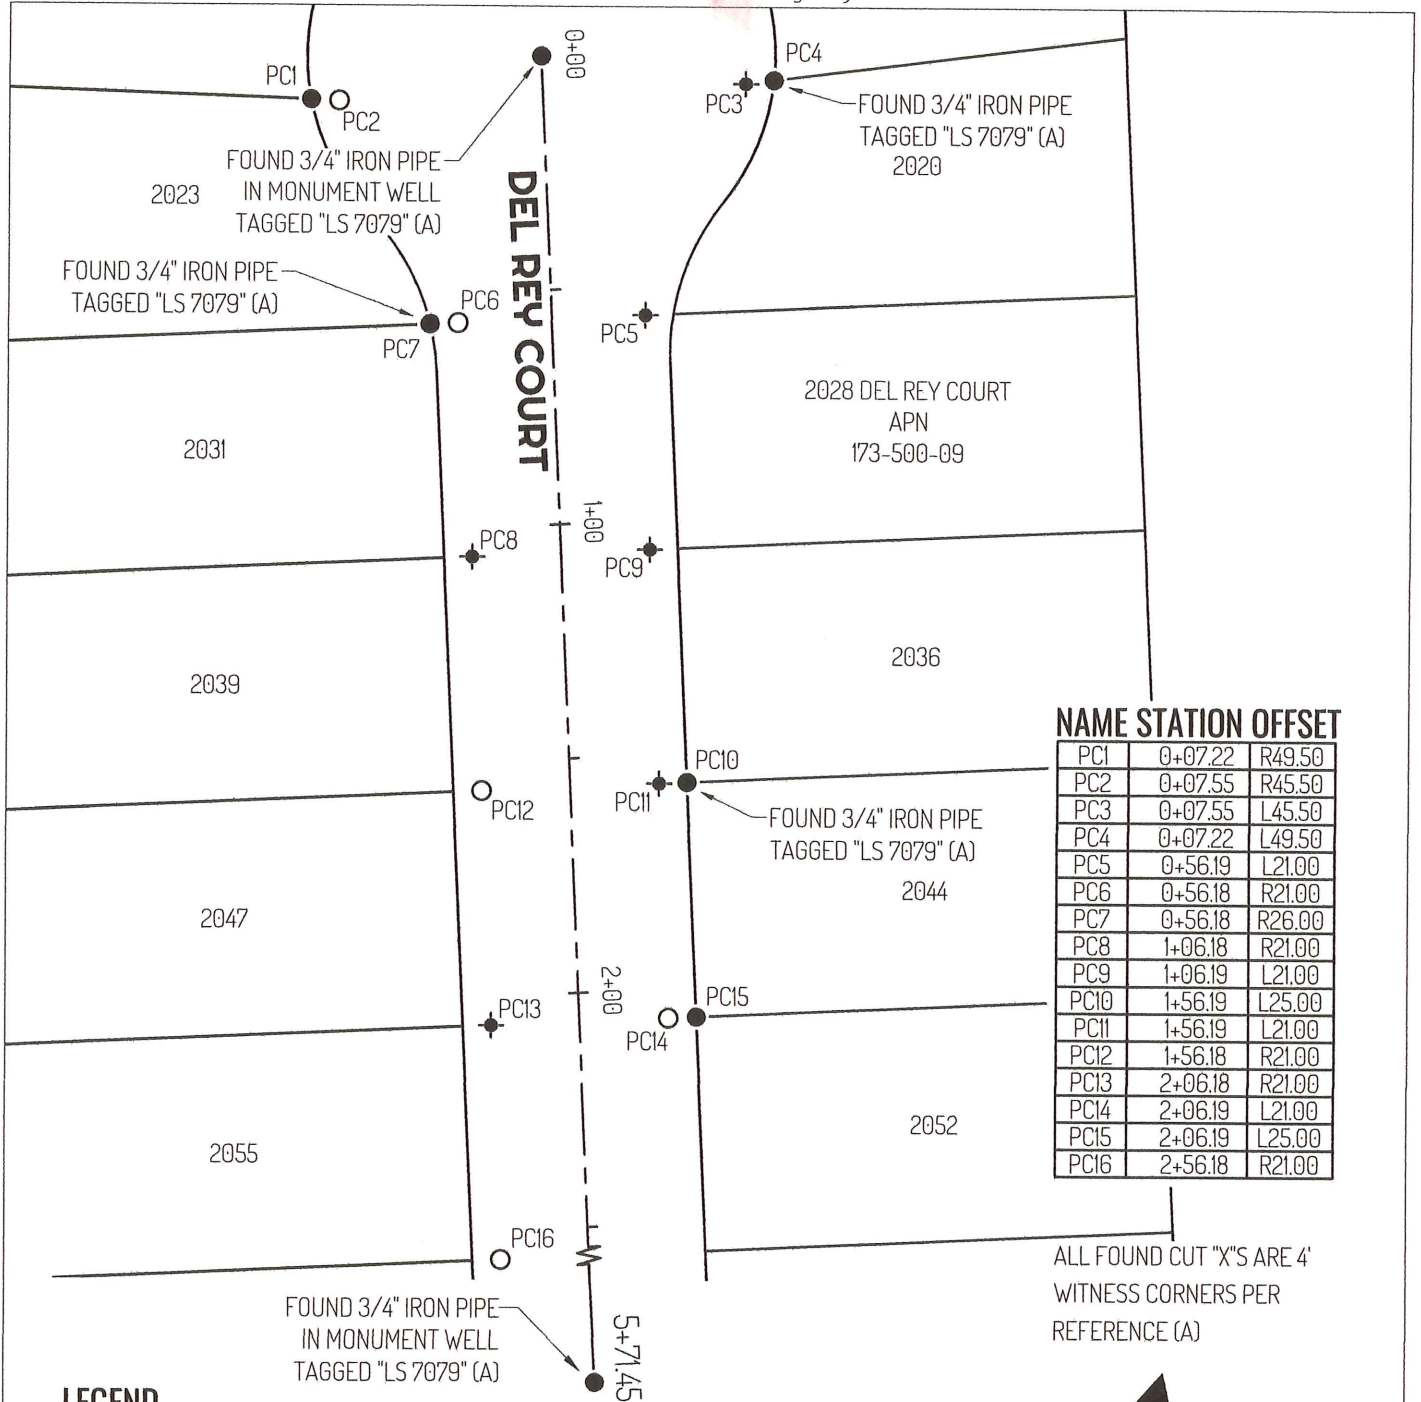 0+00
PC4
PC1
PC2
PC3
FOUND 3/4" IRON PIPE
TAGGED "LS 7079" (A)
2020
FOUND 3/4" IRON PIPE
IN MONUMENT WELL
TAGGED "LS 7079" (A)
2023
DEL REY COURT
FOUND 3/4" IRON PIPE
TAGGED "LS 7079" (A)
PC6
PC7
PC5
2028 DEL REY COURT
APN
173-500-09
2031
1+00
PC8
PC9
2036
2039
PC10
PC11
PC12
FOUND 3/4" IRON PIPE
TAGGED "LS 7079" (A)
2044
2047
2+00
PC13
PC15
PC14
2052
2055
PC16
FOUND 3/4" IRON PIPE
IN MONUMENT WELL
TAGGED "LS 7079" (A)
5+71.45
NAME STATION OFFSET
PC1 0+07.22 R49.50
PC2 0+07.55 R45.50
PC3 0+07.55 L45.50
PC4 0+07.22 L49.50
PC5 0+56.19 L21.00
PC6 0+56.18 R21.00
PC7 0+56.18 R26.00
PC8 1+06.18 R21.00
PC9 1+06.19 L21.00
PC10 1+56.19 L25.00
PC11 1+56.19 L21.00
PC12 1+56.18 R21.00
PC13 2+06.18 R21.00
PC14 2+06.19 L21.00
PC15 2+06.19 L25.00
PC16 2+56.18 R21.00
ALL FOUND CUT "X"S ARE 4'
WITNESS CORNERS PER
REFERENCE (A)
LEGEND